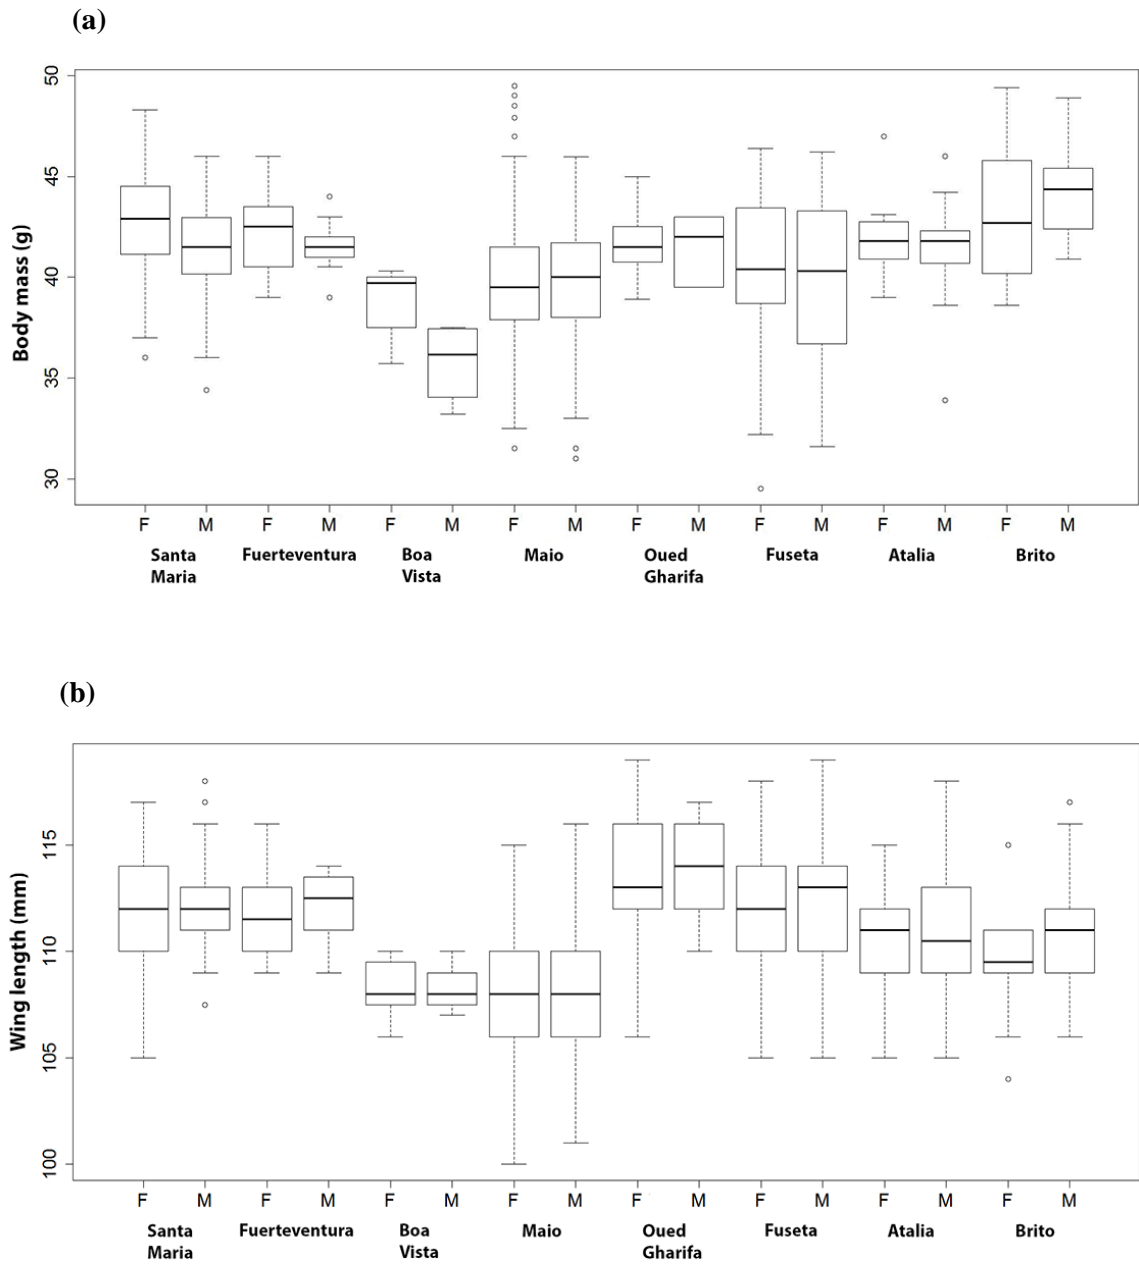 (a)
50
45
40
35
30
Body mass (g)
F M F M F M F M F M F M F M F M
Santa Fuerteventura Boa Maio Oued Fuseta Atalia Brito
Maria Vista Gharifa
(b)
115
110
105
100
Wing length (mm)
F M F M F M F M F M F M F M F M
Santa Fuerteventura Boa Maio Oued Fuseta Atalia Brito
Maria Vista Gharifa